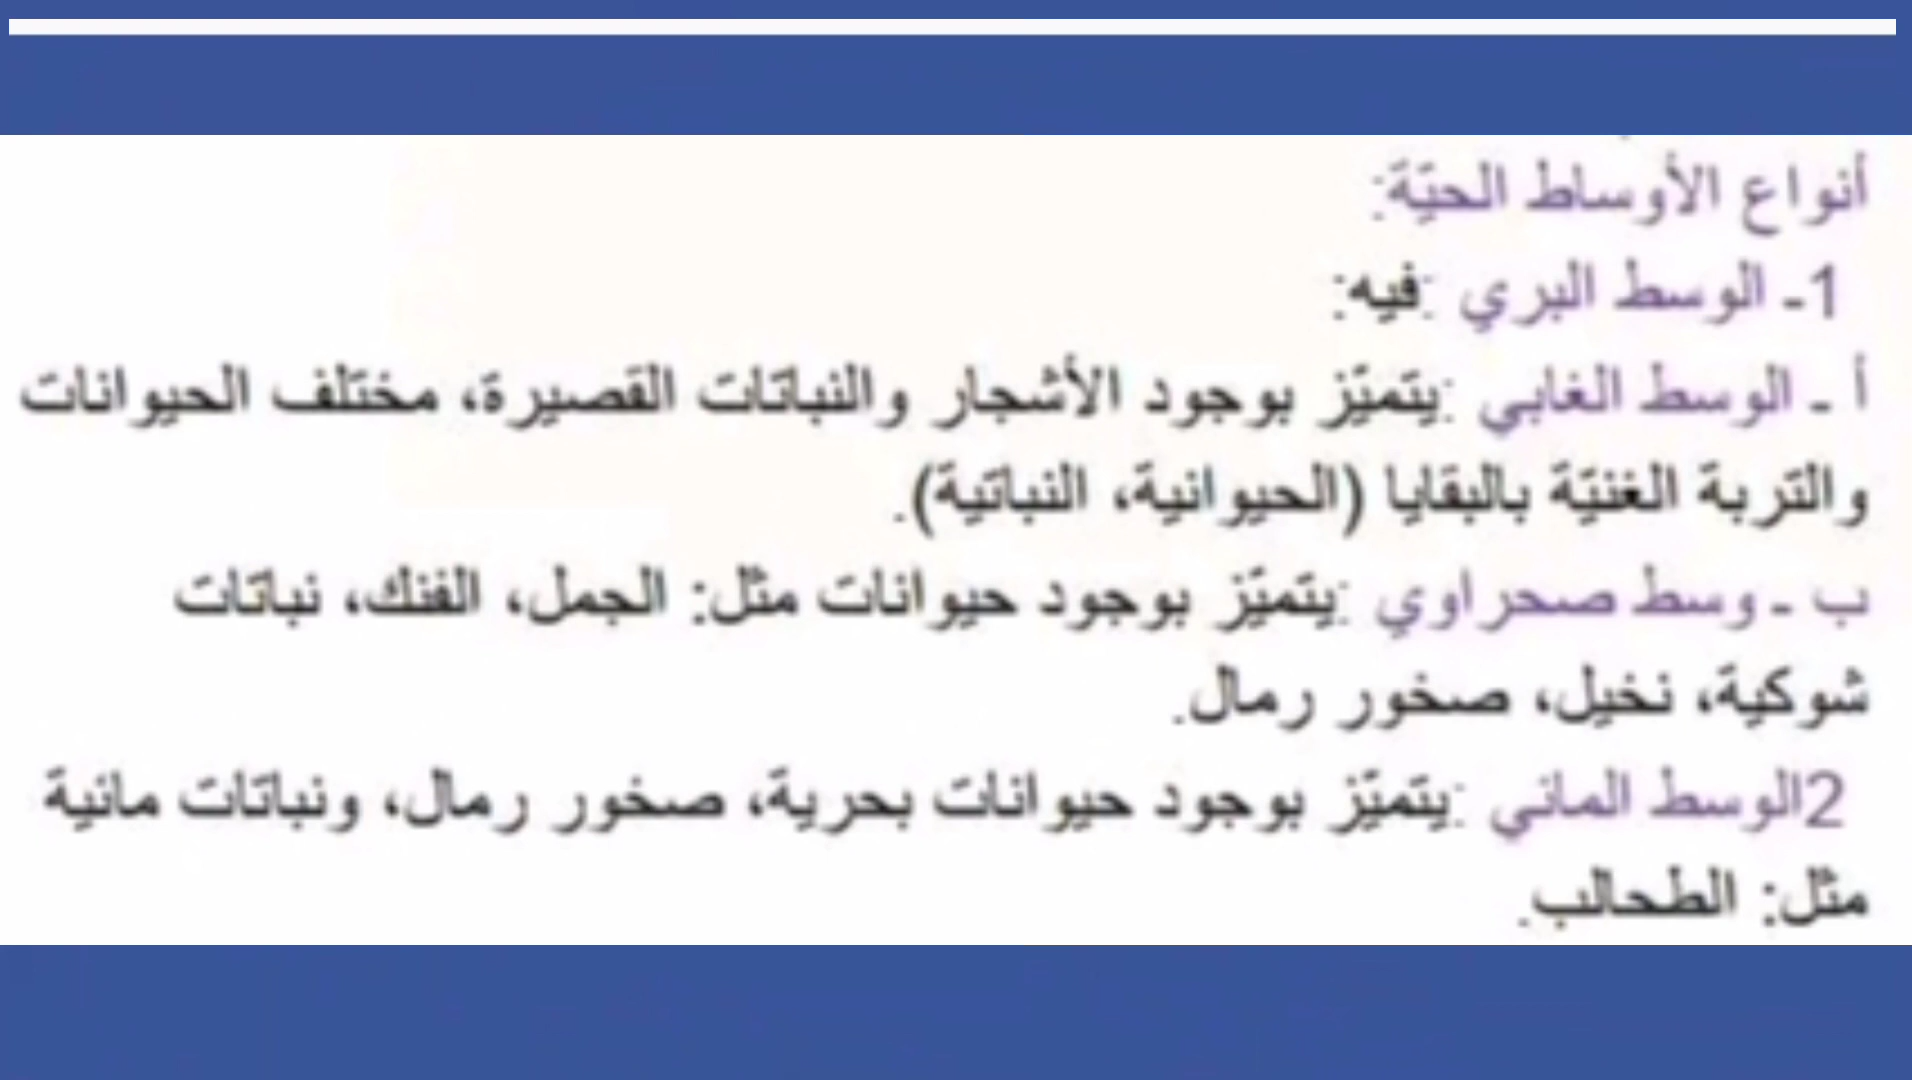 أنواع الأوساط الحيّة:
1- الوسط البري :فيه:
أ - الوسط الغابي :يتميّز بوجود الأشجار والنباتات القصيرة، مختلف الحيوانات
والتربة الغنيّة بالبقايا (الحيوانية، النباتية).
ب - وسط صحراوي :يتميّز بوجود حيوانات مثل: الجمل، الفنك، نباتات
شوكية، نخيل، صخور رمال.
2الوسط المائي :يتميّز بوجود حيوانات بحرية، صخور رمال، ونباتات مائية
مثل: الطحالب.